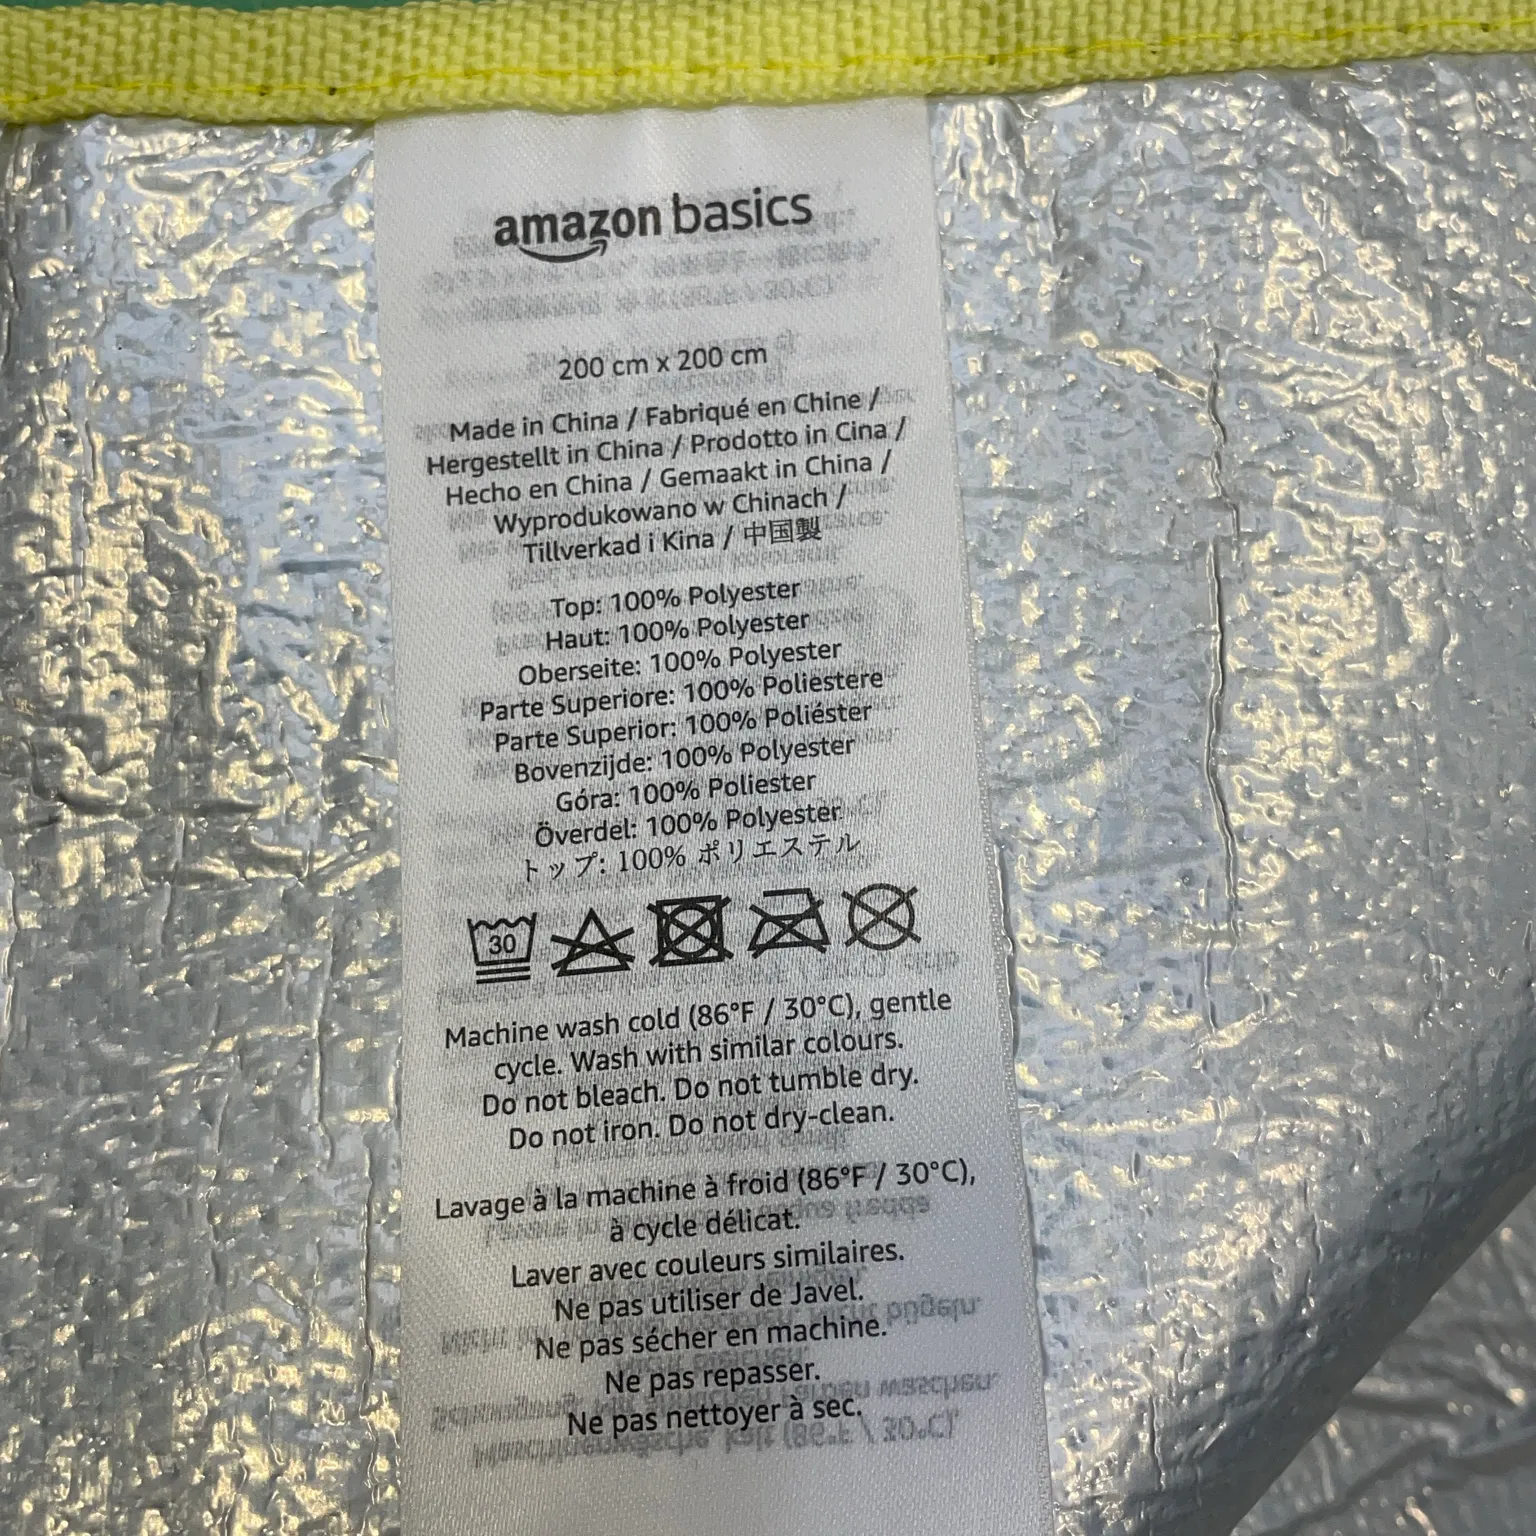 amazon basics
200 cm x 200 cm
Made in China / Fabriqué en Chine /
Hergestellt in China / Prodotto in Cina /
Hecho en China / Gemaakt in China /
Wyprodukowano w Chinach /
Tillverkad i Kina / 中国製
Top: 100% Polyester
Haut: 100% Polyester
Oberseite: 100% Polyester
Parte Superiore: 100% Poliestere
Parte Superior: 100% Poliéster
Bovenzijde: 100% Polyester
Góra: 100% Poliester
Överdel: 100% Polyester
トップ: 100% ポリエステル
30
Machine wash cold (86°F / 30°C), gentle
cycle. Wash with similar colours.
Do not bleach. Do not tumble dry.
Do not iron. Do not dry-clean.
Lavage à la machine à froid (86°F / 30°C),
à cycle délicat.
Laver avec couleurs similaires.
Ne pas utiliser de Javel.
Ne pas sécher en machine.
Ne pas repasser.
Ne pas nettoyer à sec.